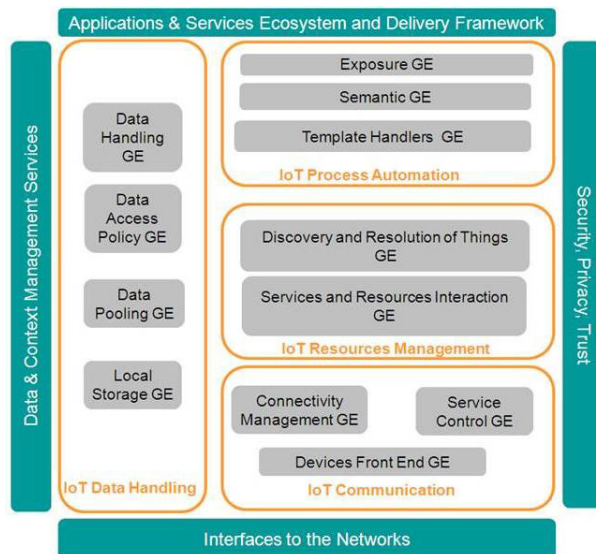 Applications & Services Ecosystem and Delivery Framework
Data & Context Management Services
Data
Handling
GE
Data
Access
Policy GE
Data
Pooling GE
Local
Storage GE
IoT Data Handling
Exposure GE
Semantic GE
Template Handlers GE
IoT Process Automation
Discovery and Resolution of Things
GE
Services and Resources Interaction
GE
IoT Resources Management
Connectivity
Management GE
Service
Control GE
Devices Front End GE
IoT Communication
Security, Privacy, Trust
Interfaces to the Networks